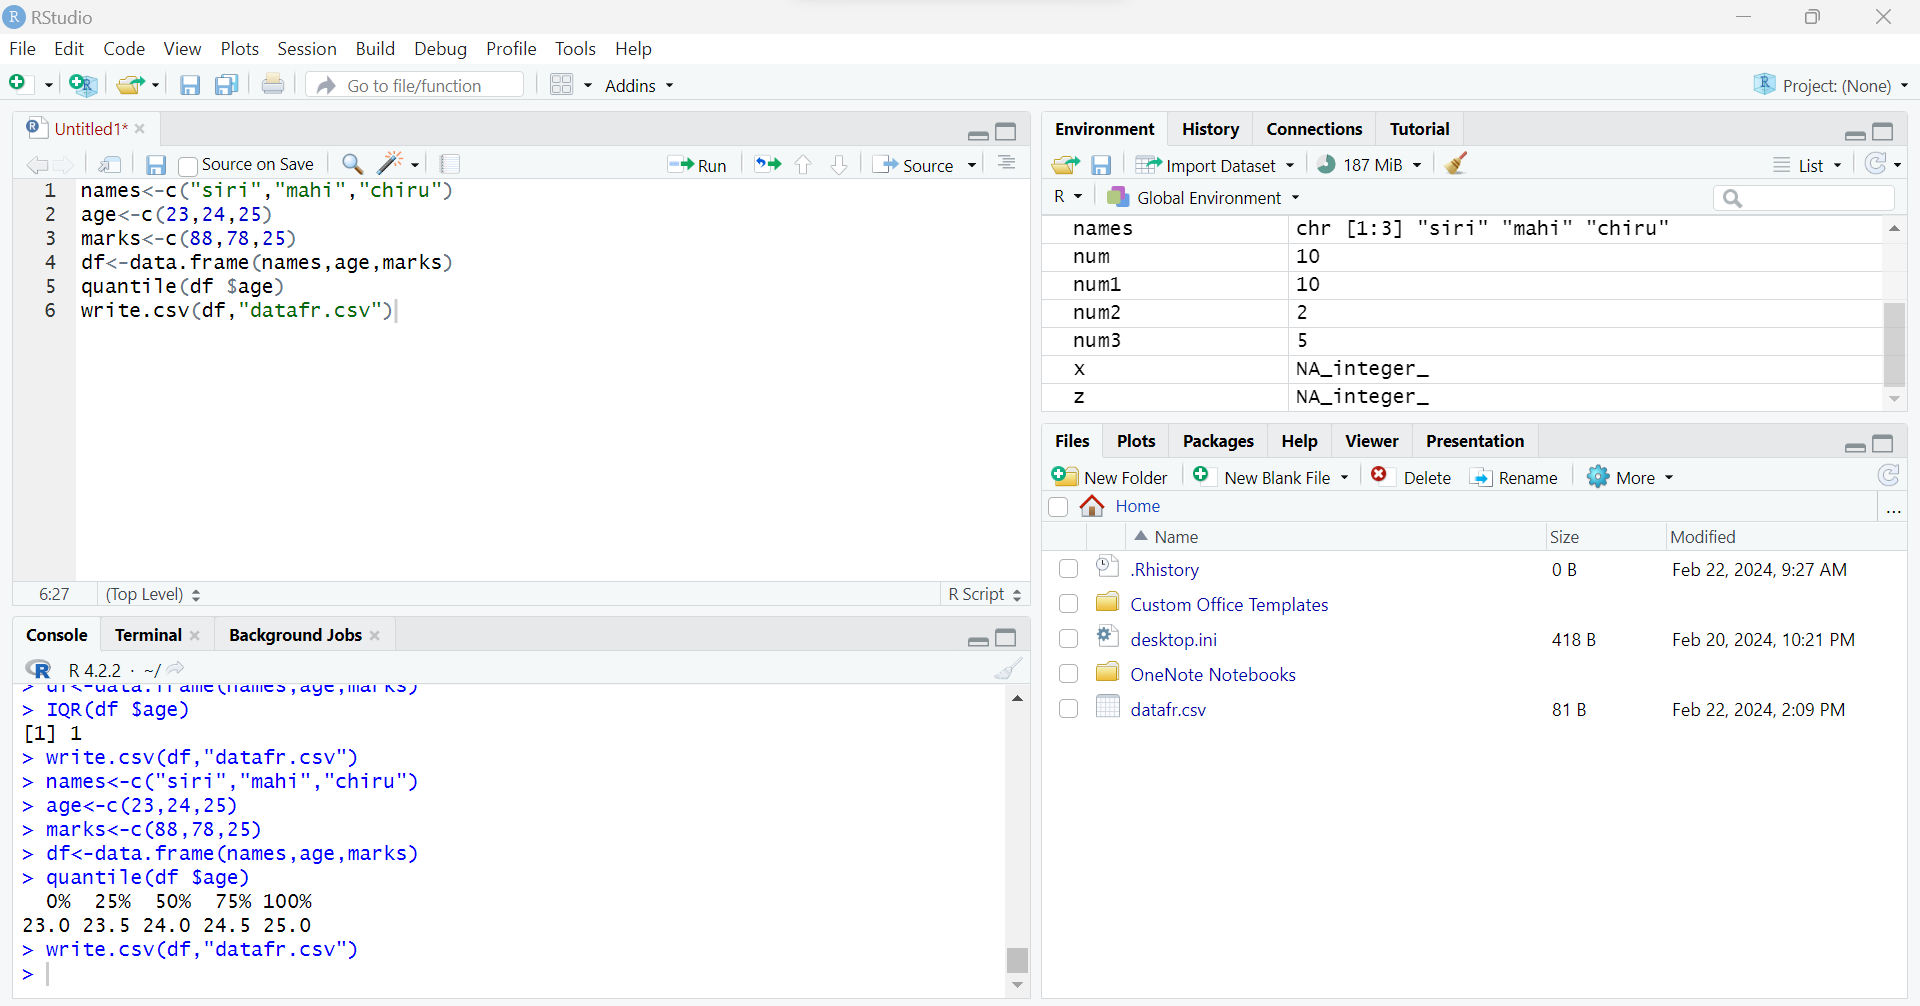 RStudio
File Edit Code View Plots Session Build Debug Profile Tools Help
Go to file/function Addins Project: (None)
Untitled1*
Source on Save Run Source
1 names<-c("siri","mahi","chiru")
2 age<-c(23,24,25)
3 marks<-c(88,78,25)
4 df<-data.frame(names,age,marks)
5 quantile(df $age)
6 write.csv(df,"datafr.csv")
6:27 (Top Level) R Script
Console Terminal Background Jobs
R 4.2.2 · ~/
> df<-data.frame(names,age,marks)
> IQR(df $age)
[1] 1
> write.csv(df,"datafr.csv")
> names<-c("siri","mahi","chiru")
> age<-c(23,24,25)
> marks<-c(88,78,25)
> df<-data.frame(names,age,marks)
> quantile(df $age)
0% 25% 50% 75% 100%
23.0 23.5 24.0 24.5 25.0
> write.csv(df,"datafr.csv")
>
Environment History Connections Tutorial
Import Dataset 187 MiB List
R Global Environment
names chr [1:3] "siri" "mahi" "chiru"
num 10
num1 10
num2 2
num3 5
x NA_integer_
z NA_integer_
Files Plots Packages Help Viewer Presentation
New Folder New Blank File Delete Rename More
Home ...
Name Size Modified
.Rhistory 0 B Feb 22, 2024, 9:27 AM
Custom Office Templates
desktop.ini 418 B Feb 20, 2024, 10:21 PM
OneNote Notebooks
datafr.csv 81 B Feb 22, 2024, 2:09 PM